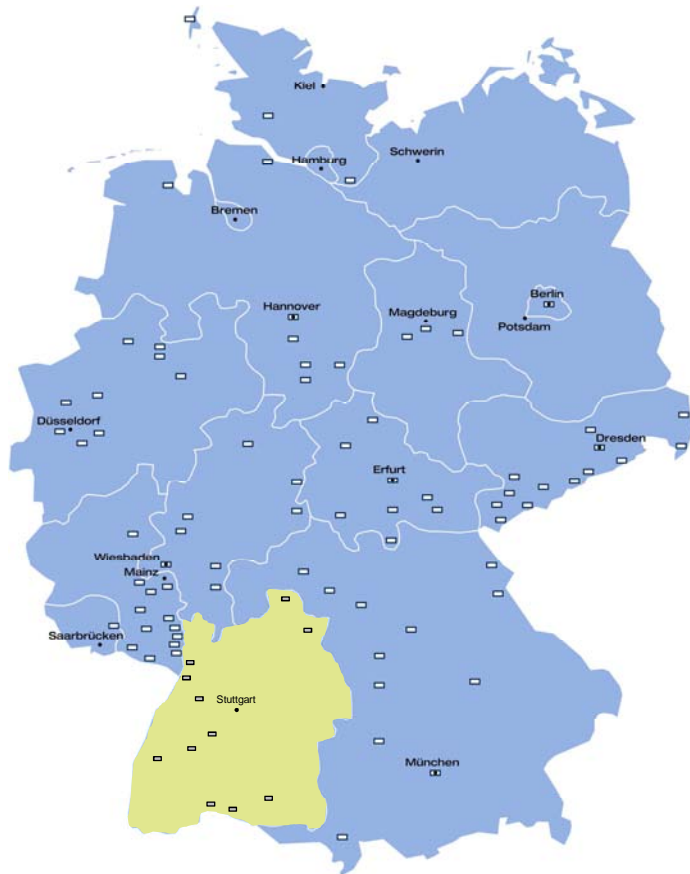 Kiel
Hamburg
Schwerin
Bremen
Hannover
Magdeburg
Berlin
Potsdam
Düsseldorf
Dresden
Erfurt
Wiesbaden
Mainz
Saarbrücken
Stuttgart
München